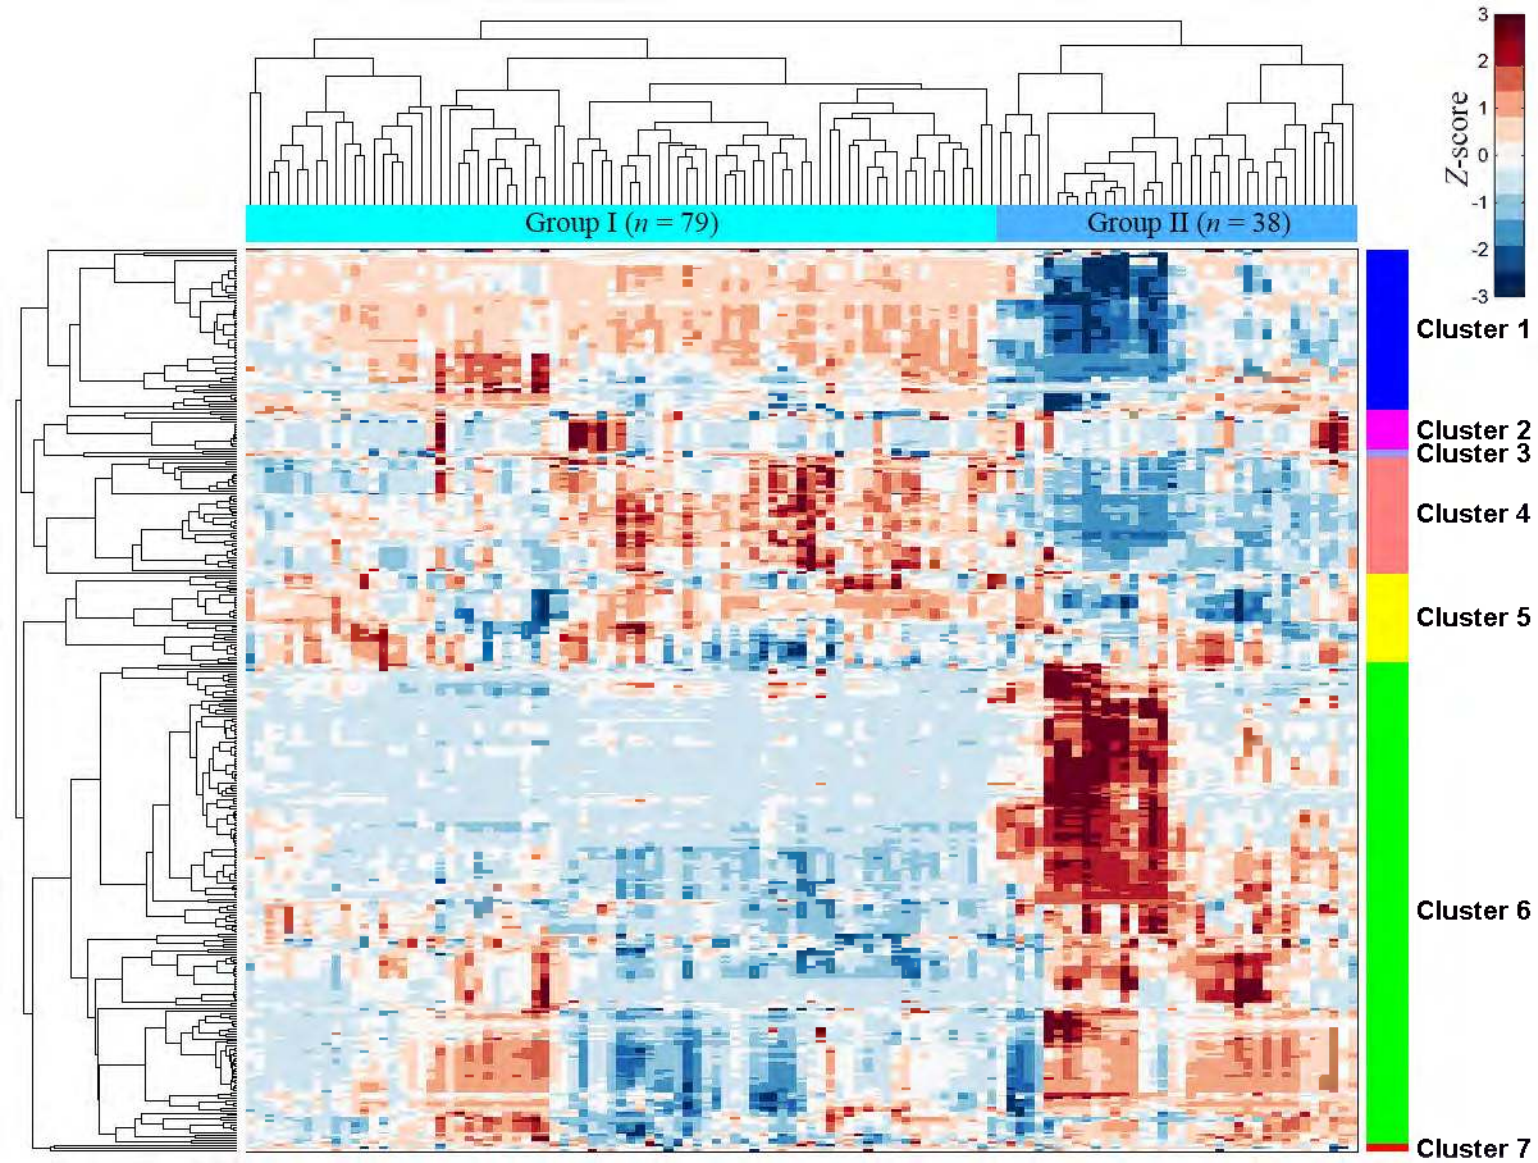 Group I (n = 79)
Group II (n = 38)
Z-score
3
2
1
0
-1
-2
-3
Cluster 1
Cluster 2
Cluster 3
Cluster 4
Cluster 5
Cluster 6
Cluster 7